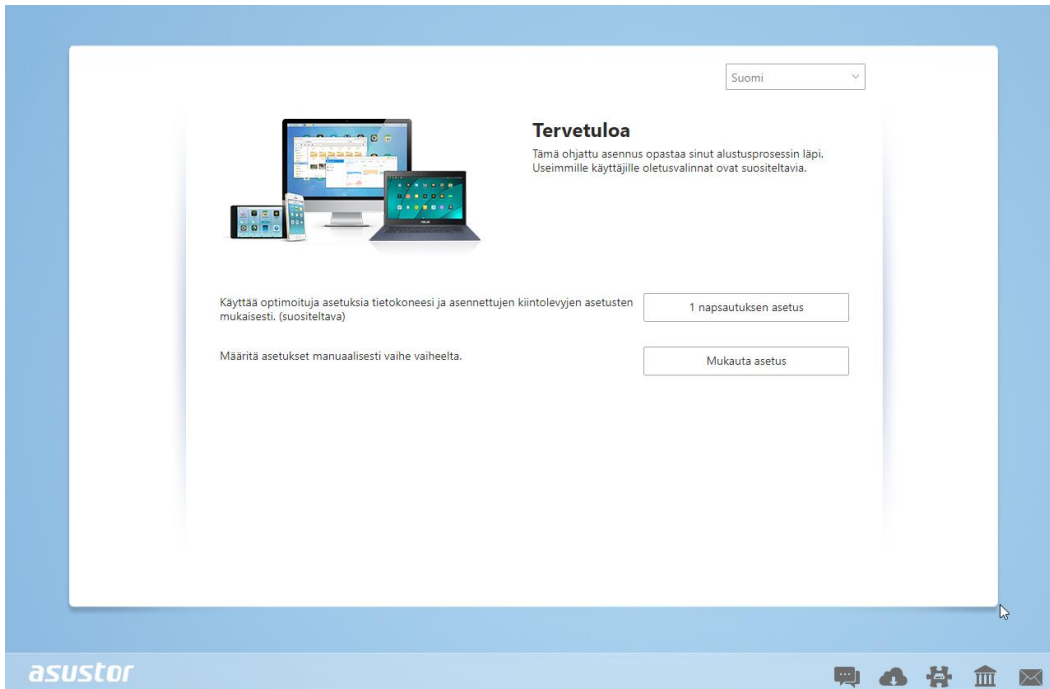 Suomi
Tervetuloa
Tämä ohjattu asennus opastaa sinut alustusprosessin läpi.
Useimmille käyttäjille oletusvalinnat ovat suositeltavia.
Käyttää optimoituja asetuksia tietokoneesi ja asennettujen kiintolevyjen asetusten
mukaisesti. (suositeltava)
1 napsautuksen asetus
Määritä asetukset manuaalisesti vaihe vaiheelta.
Mukauta asetus
asustor